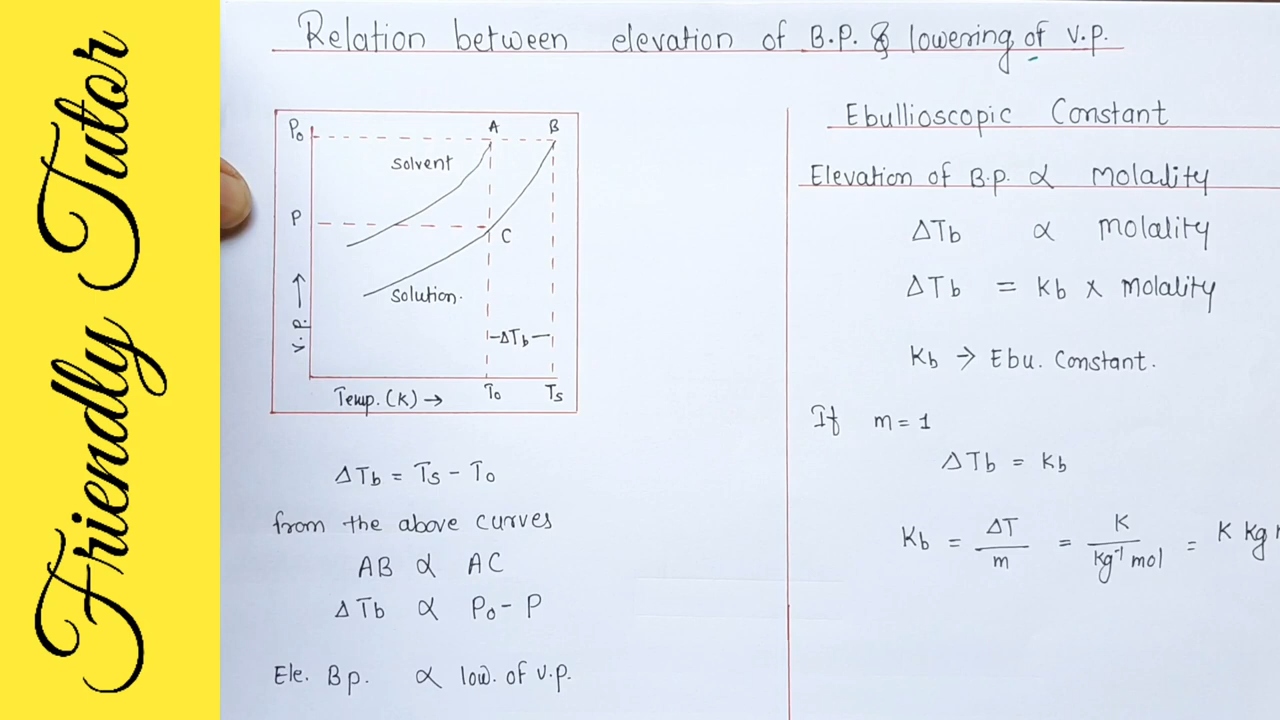 Friendly Tutor
Relation between elevation of B.P. & lowering of v.p.
P₀
A
B
solvent
P
C
solution.
v.p. →
-ΔTb-
Temp. (K) →
T₀
Ts
ΔTb = Ts - T₀
from the above curves
AB ∝ AC
ΔTb ∝ P₀ - P
Ele. Bp. ∝ low. of v.p.
Ebullioscopic Constant
Elevation of B.p. ∝ molality
ΔTb ∝ molality
ΔTb = Kb × molality
Kb → Ebu. Constant.
If m = 1
ΔTb = Kb
Kb = ΔT/m = K/Kg⁻¹ mol = K Kg